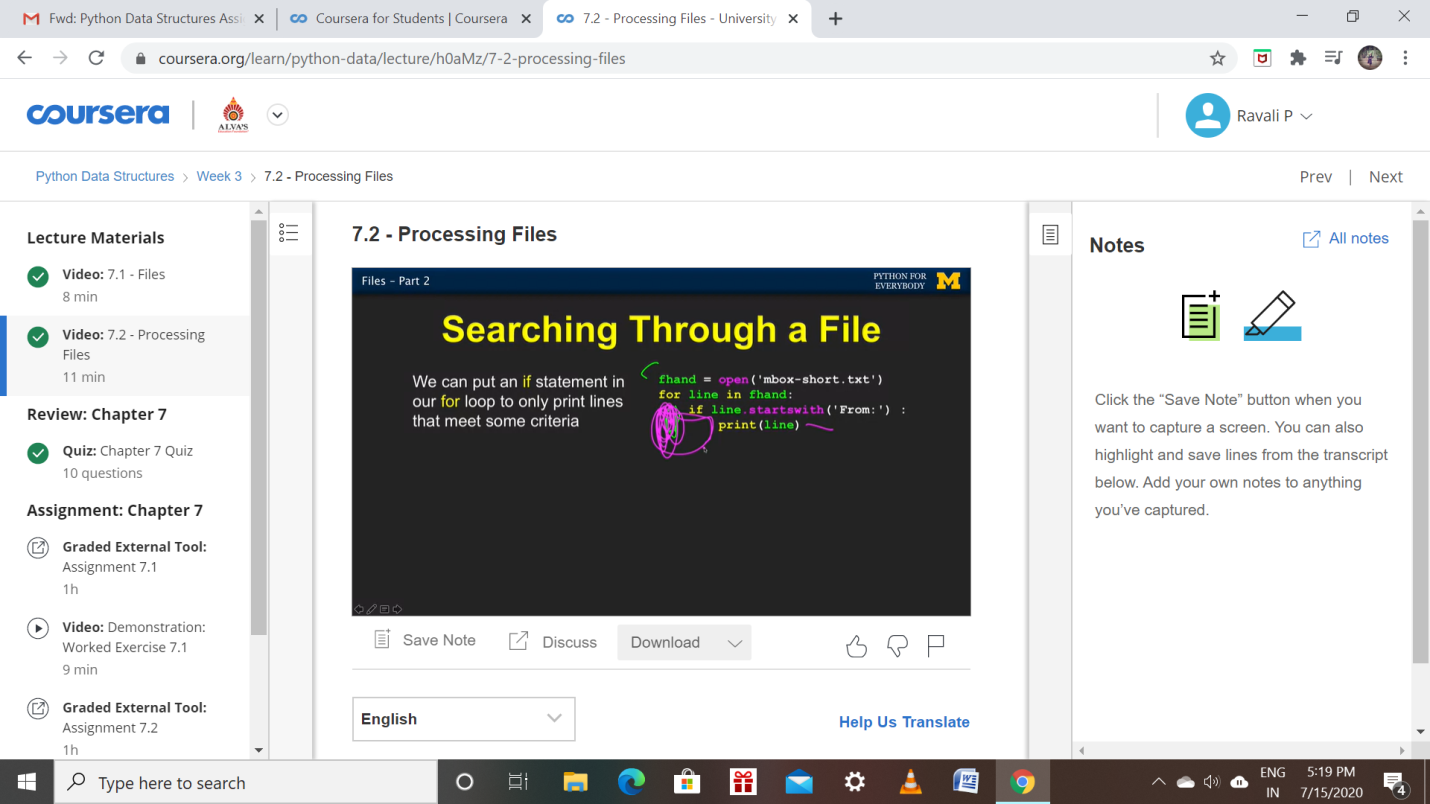 Fwd: Python Data Structures Assi
Coursera for Students | Coursera
7.2 - Processing Files - University
coursera.org/learn/python-data/lecture/h0aMz/7-2-processing-files
coursera
ALVA'S
Ravali P
Python Data Structures
Week 3
7.2 - Processing Files
Prev | Next
Lecture Materials
Video: 7.1 - Files
8 min
Video: 7.2 - Processing
Files
11 min
Review: Chapter 7
Quiz: Chapter 7 Quiz
10 questions
Assignment: Chapter 7
Graded External Tool:
Assignment 7.1
1h
Video: Demonstration:
Worked Exercise 7.1
9 min
Graded External Tool:
Assignment 7.2
1h
7.2 - Processing Files
Files - Part 2
PYTHON FOR
EVERYBODY
M
Searching Through a File
We can put an if statement in
our for loop to only print lines
that meet some criteria
fhand = open('mbox-short.txt')
for line in fhand:
if line.startswith('From:') :
print(line)
Save Note
Discuss
Download
English
Help Us Translate
Notes
All notes
Click the “Save Note” button when you
want to capture a screen. You can also
highlight and save lines from the transcript
below. Add your own notes to anything
you’ve captured.
Type here to search
ENG
IN
5:19 PM
7/15/2020
4